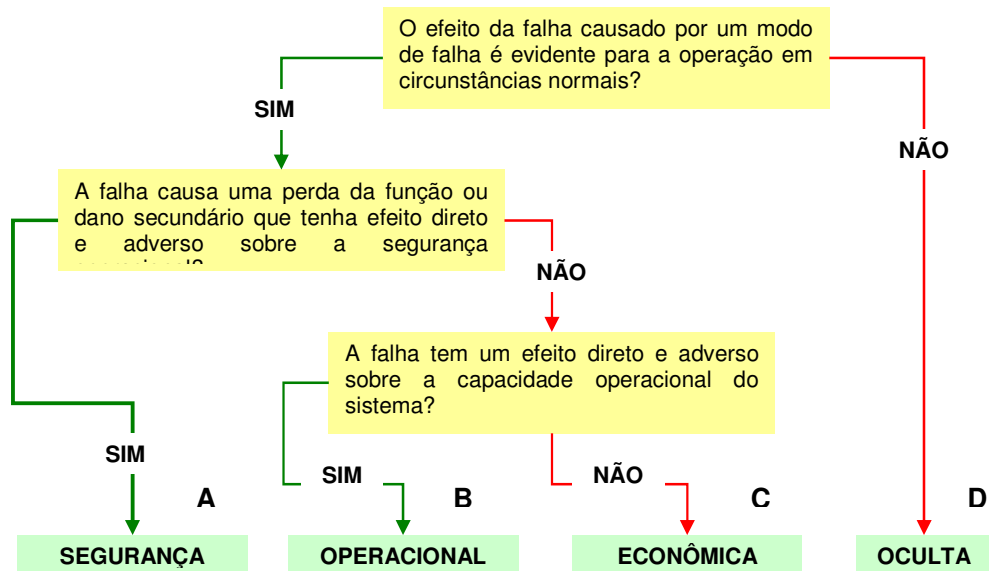 O efeito da falha causado por um modo
de falha é evidente para a operação em
circunstâncias normais?
SIM
NÃO
A falha causa uma perda da função ou
dano secundário que tenha efeito direto
e adverso sobre a segurança
NÃO
A falha tem um efeito direto e adverso
sobre a capacidade operacional do
sistema?
SIM
SIM
NÃO
A
B
C
D
SEGURANÇA
OPERACIONAL
ECONÔMICA
OCULTA